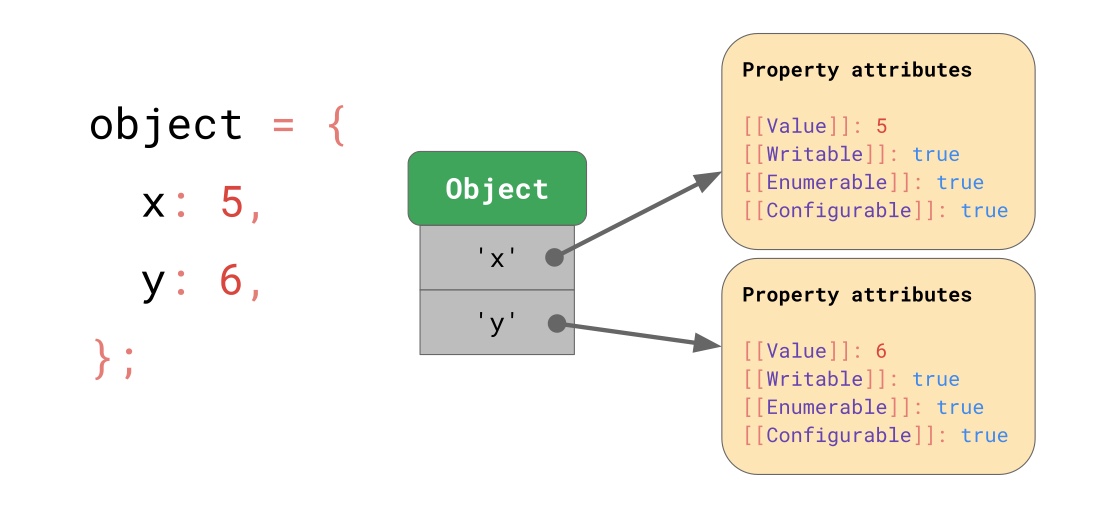 object = {
x: 5,
y: 6,
};
Object
'x'
'y'
Property attributes
[[Value]]: 5
[[Writable]]: true
[[Enumerable]]: true
[[Configurable]]: true
Property attributes
[[Value]]: 6
[[Writable]]: true
[[Enumerable]]: true
[[Configurable]]: true